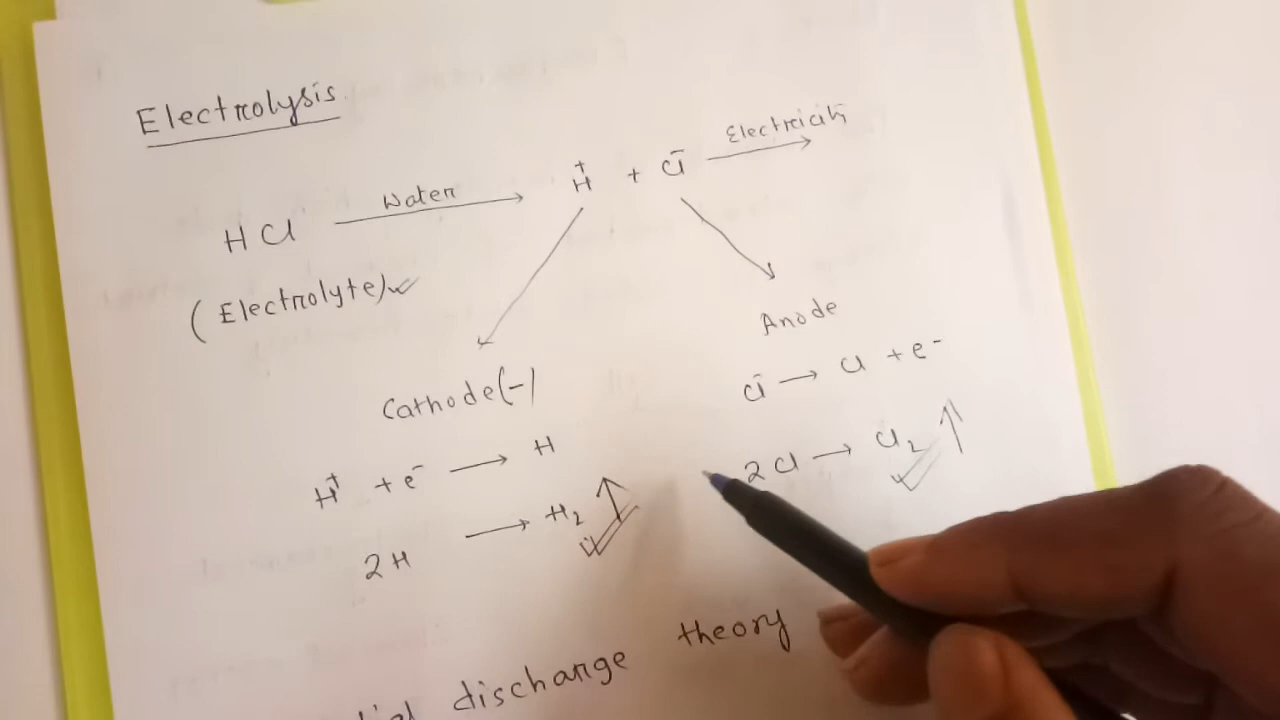 Electrolysis
HCl Water → H⁺ + Cl⁻ Electricity →
(Electrolyte)
Cathode(-)
H⁺ + e⁻ → H
2H → H₂ ↑
Anode
Cl⁻ → Cl + e⁻
2Cl → Cl₂ ↑
discharge theory